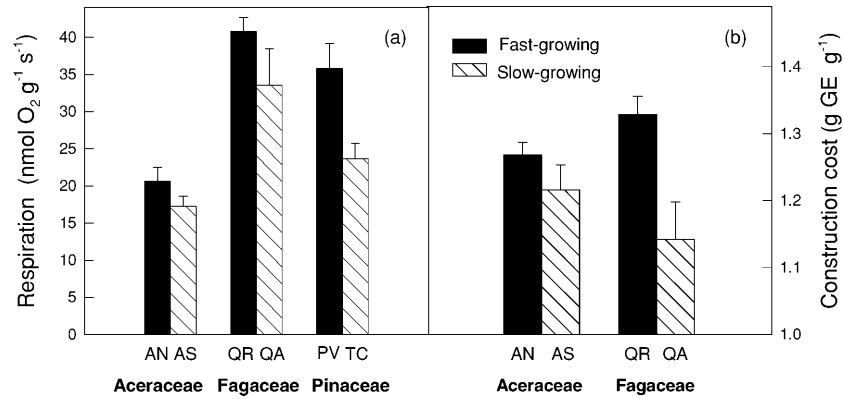 (a)
Respiration (nmol O2 g-1 s-1)
40
35
30
25
20
15
10
5
0
AN AS QR QA PV TC
Aceraceae Fagaceae Pinaceae
Fast-growing
Slow-growing
(b)
1.4
1.3
1.2
1.1
1.0
Construction cost (g GE g-1)
AN AS QR QA
Aceraceae Fagaceae